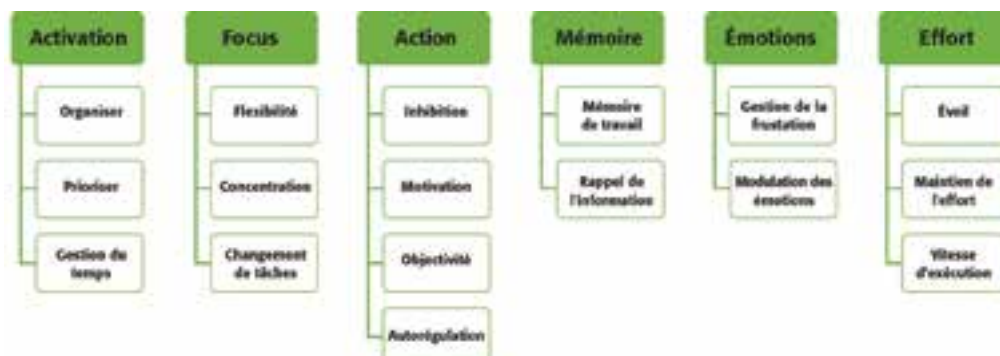 Activation
Organiser
Prioriser
Gestion du
temps
Focus
Flexibilité
Concentration
Changement
de tâches
Action
Inhibition
Motivation
Objectivité
Autorégulation
Mémoire
Mémoire
de travail
Rappel de
l'information
Émotions
Gestion de la
frustation
Modulation des
émotions
Effort
Éveil
Maintien de
l'effort
Vitesse
d'exécution